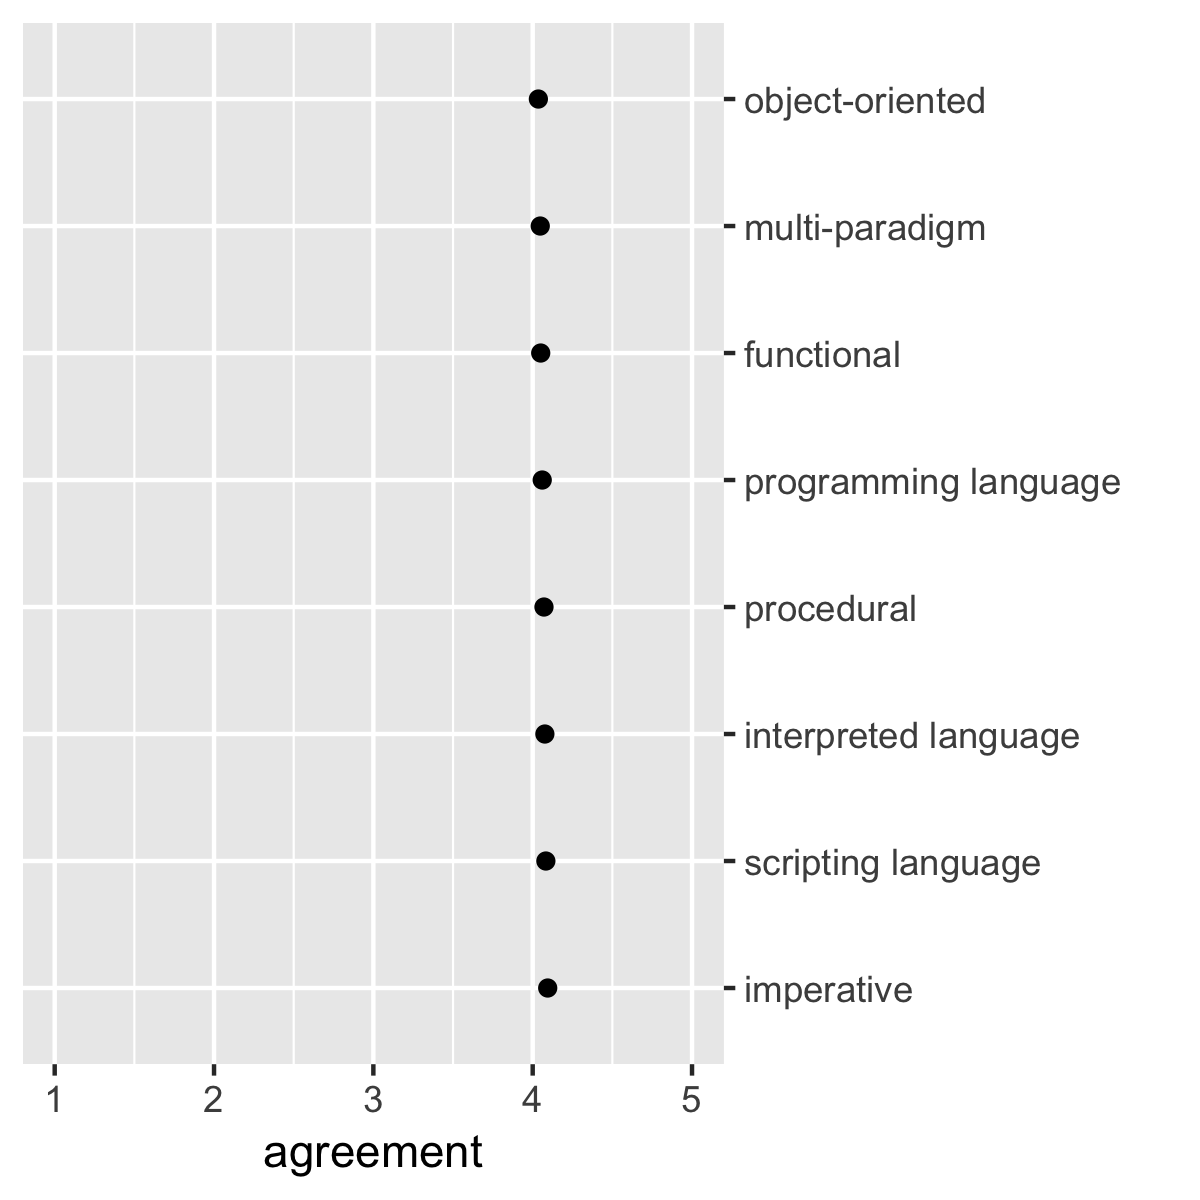 object-oriented
multi-paradigm
functional
programming language
procedural
interpreted language
scripting language
imperative
1 2 3 4 5
agreement